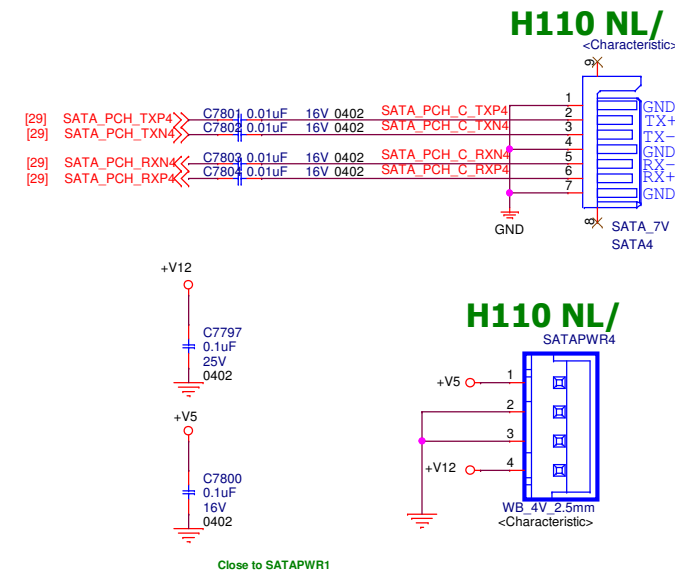 H110 NL/
<Characteristic>
9
1
GND
[29] SATA_PCH_TXP4 C7801 0.01uF 16V 0402 SATA_PCH_C_TXP4 2 TX+
[29] SATA_PCH_TXN4 C7802 0.01uF 16V 0402 SATA_PCH_C_TXN4 3 TX-
4 GND
[29] SATA_PCH_RXN4 C7803 0.01uF 16V 0402 SATA_PCH_C_RXN4 5 RX-
[29] SATA_PCH_RXP4 C7804 0.01uF 16V 0402 SATA_PCH_C_RXP4 6 RX+
7 GND
8
GND
SATA_7V
SATA4
+V12
C7797
0.1uF
25V
0402
+V5
C7800
0.1uF
16V
0402
Close to SATAPWR1
H110 NL/
SATAPWR4
+V5 1
2
3
+V12 4
WB_4V_2.5mm
<Characteristic>